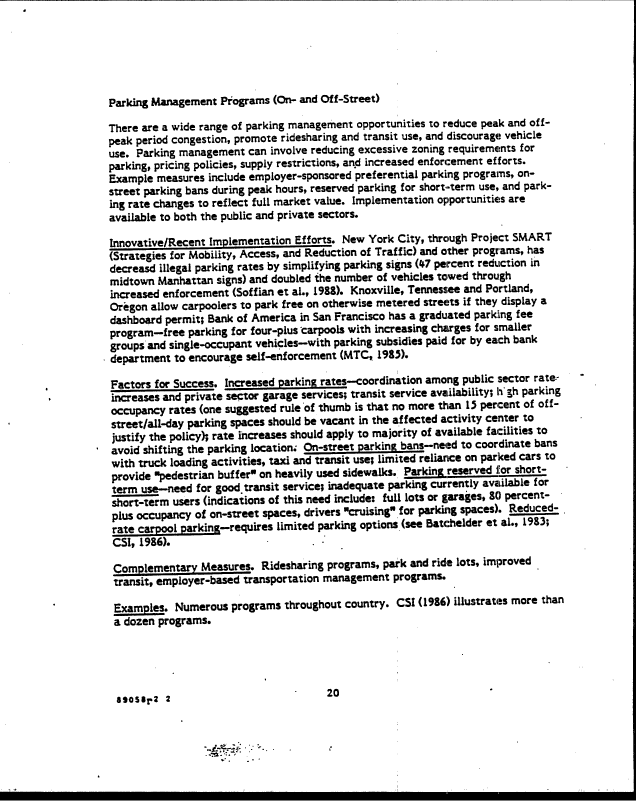 Parking Management Programs (On- and Off-Street)
There are a wide range of parking management opportunities to reduce peak and off-
peak period congestion, promote ridesharing and transit use, and discourage vehicle
use. Parking management can involve reducing excessive zoning requirements for
parking, pricing policies, supply restrictions, and increased enforcement efforts.
Example measures include employer-sponsored preferential parking programs, on-
street parking bans during peak hours, reserved parking for short-term use, and park-
ing rate changes to reflect full market value. Implementation opportunities are
available to both the public and private sectors.
Innovative/Recent Implementation Efforts. New York City, through Project SMART
(Strategies for Mobility, Access, and Reduction of Traffic) and other programs, has
decreasd illegal parking rates by simplifying parking signs (47 percent reduction in
midtown Manhattan signs) and doubled the number of vehicles towed through
increased enforcement (Soffian et al., 1988). Knoxville, Tennessee and Portland,
Oregon allow carpoolers to park free on otherwise metered streets if they display a
dashboard permit; Bank of America in San Francisco has a graduated parking fee
program—free parking for four-plus carpools with increasing charges for smaller
groups and single-occupant vehicles—with parking subsidies paid for by each bank
department to encourage self-enforcement (MTC, 1985).
Factors for Success. Increased parking rates—coordination among public sector rate
increases and private sector garage services; transit service availability; high parking
occupancy rates (one suggested rule of thumb is that no more than 15 percent of off-
street/all-day parking spaces should be vacant in the affected activity center to
justify the policy); rate increases should apply to majority of available facilities to
avoid shifting the parking location. On-street parking bans—need to coordinate bans
with truck loading activities, taxi and transit use; limited reliance on parked cars to
provide "pedestrian buffer" on heavily used sidewalks. Parking reserved for short-
term use—need for good transit service; inadequate parking currently available for
short-term users (indications of this need include: full lots or garages, 80 percent-
plus occupancy of on-street spaces, drivers "cruising" for parking spaces). Reduced-
rate carpool parking—requires limited parking options (see Batchelder et al., 1983;
CSI, 1986).
Complementary Measures. Ridesharing programs, park and ride lots, improved
transit, employer-based transportation management programs.
Examples. Numerous programs throughout country. CSI (1986) illustrates more than
a dozen programs.
20
89058r2 2